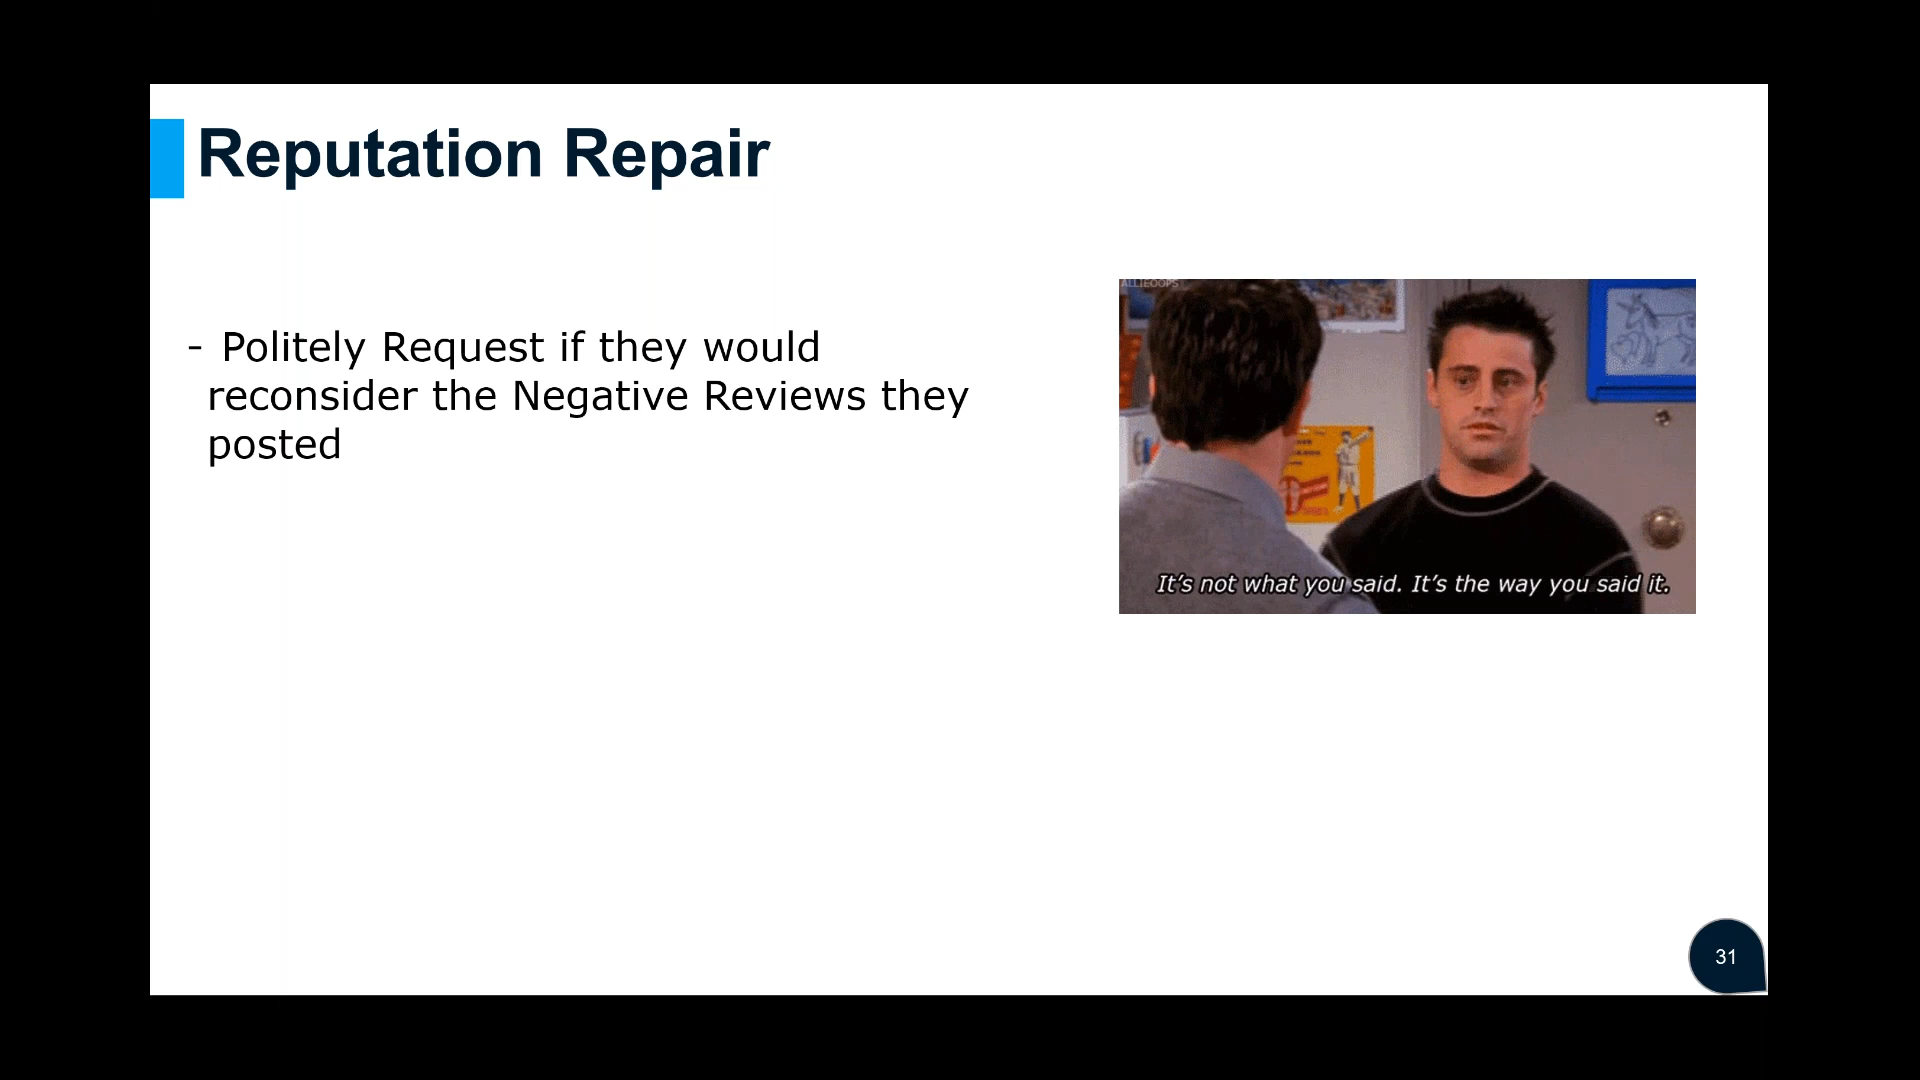 Reputation Repair
- Politely Request if they would
reconsider the Negative Reviews they
posted
ALLIEOOPS
It's not what you said. It's the way you said it.
31